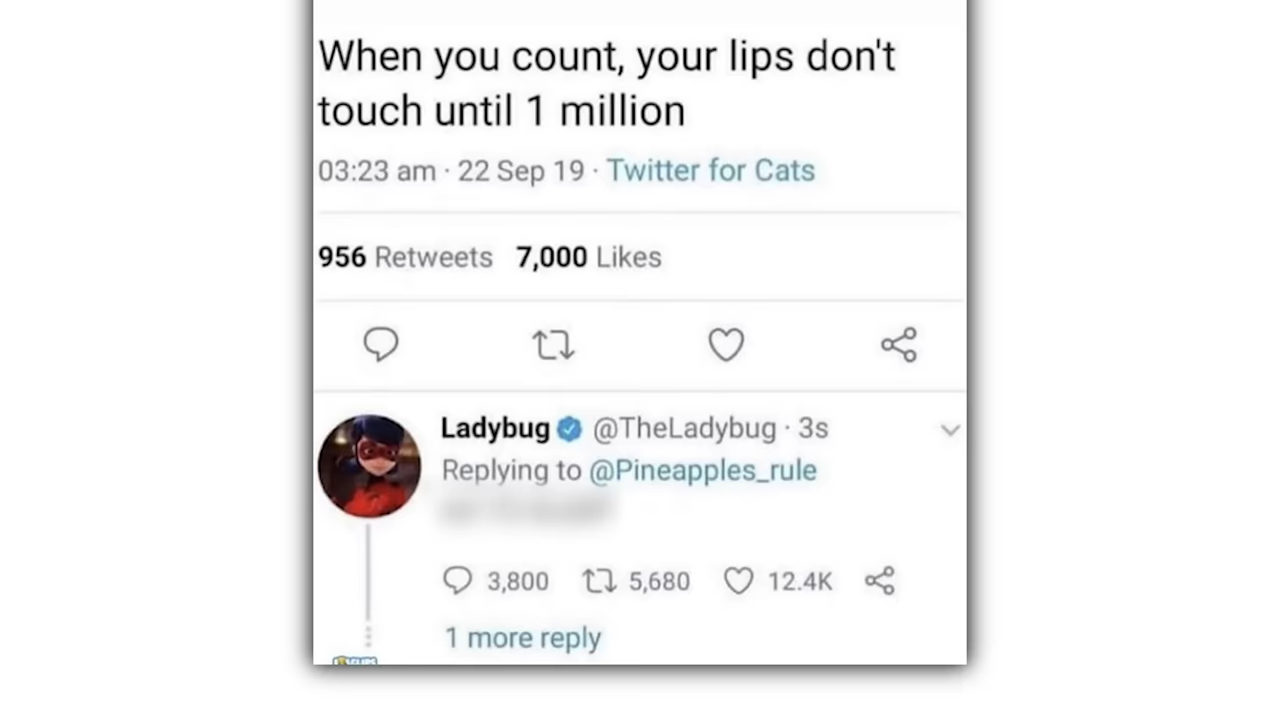 When you count, your lips don't
touch until 1 million
03:23 am · 22 Sep 19 · Twitter for Cats
956 Retweets 7,000 Likes
Ladybug @TheLadybug · 3s
Replying to @Pineapples_rule
3,800 5,680 12.4K
1 more reply